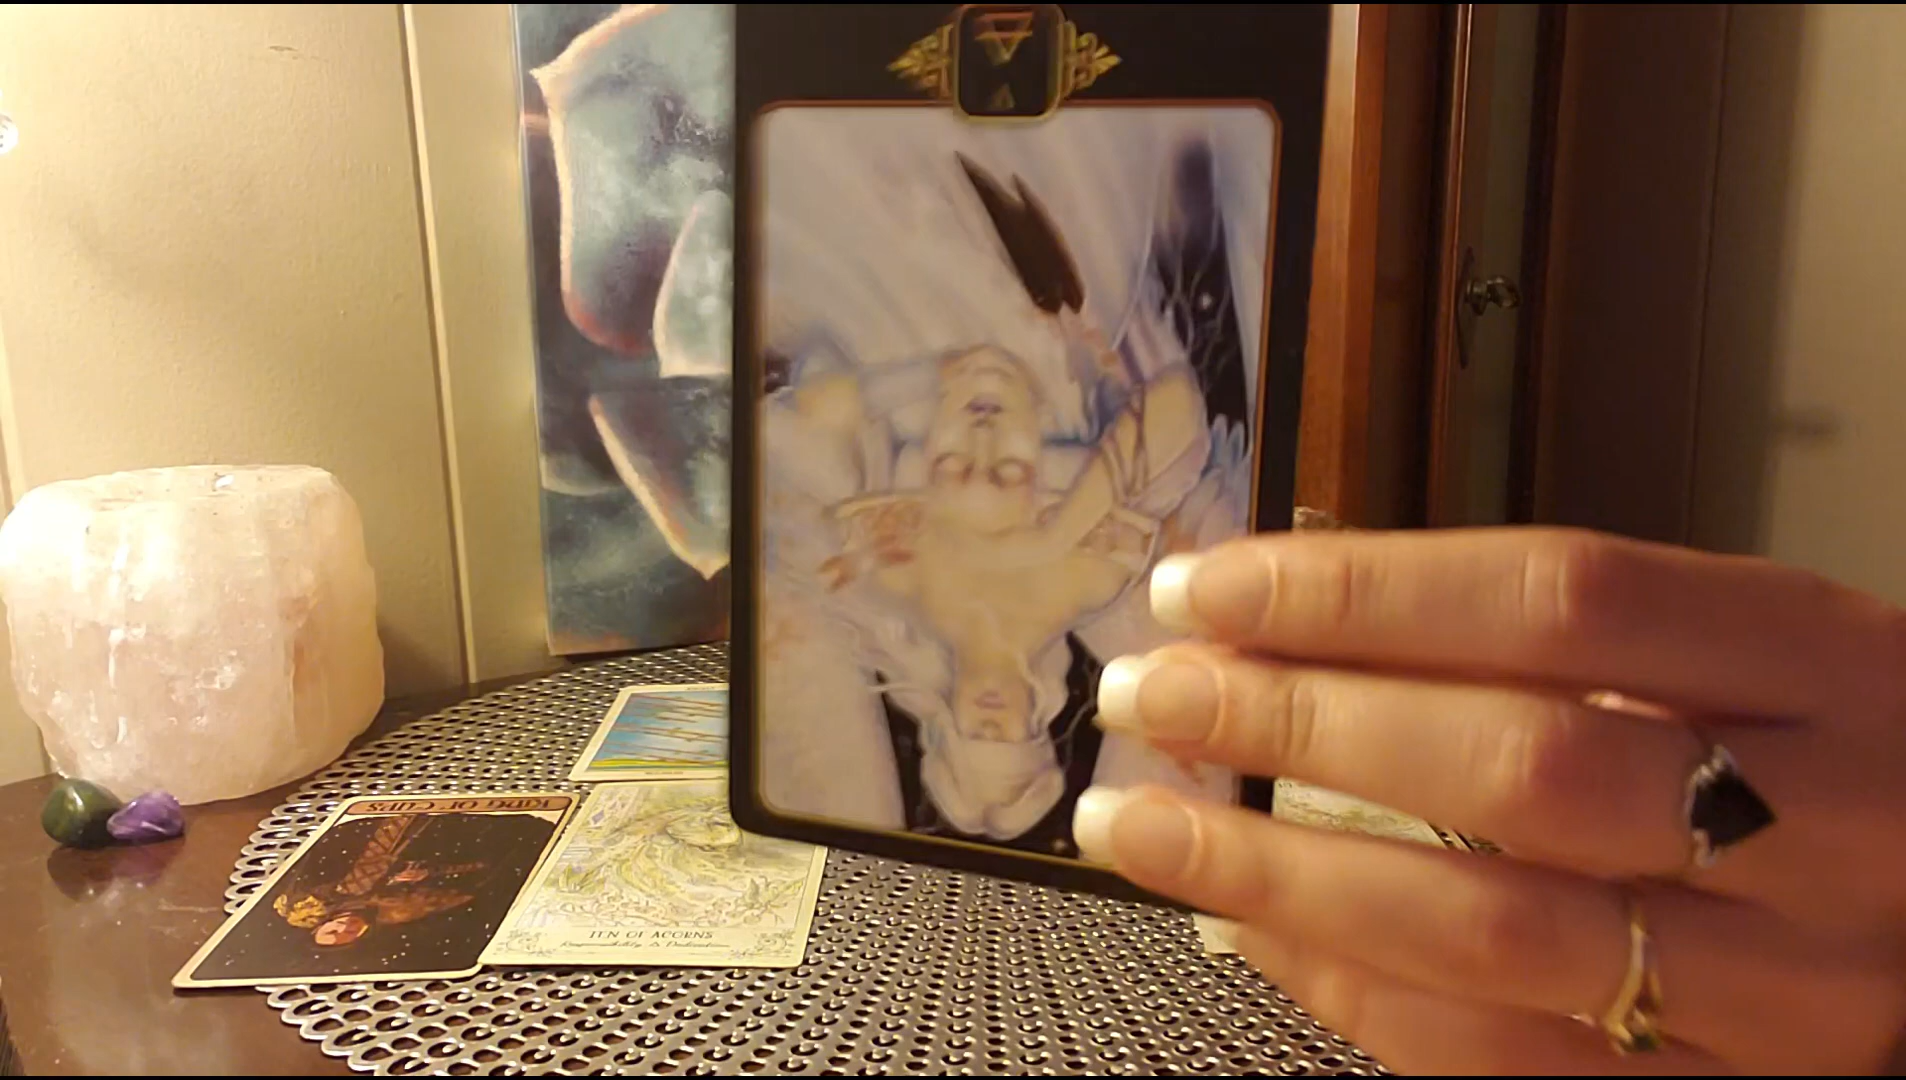 KING OF CUPS
TEN OF ACORNS
Responsibility & Dedication